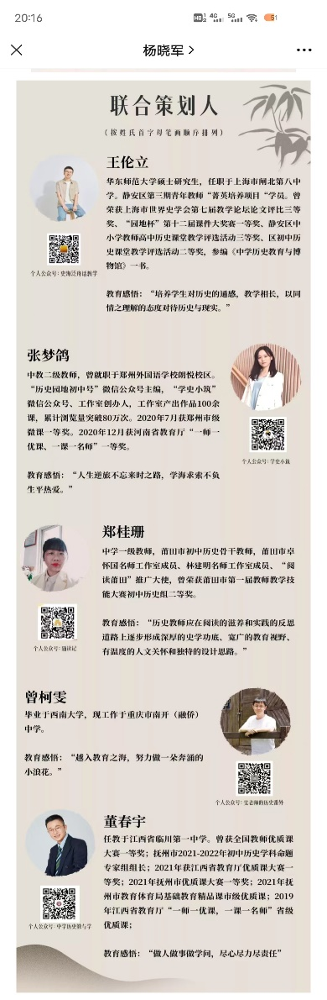 20:16
杨晓军 >
联合策划人
（按姓氏首字母笔画顺序排列）
王伦立
华东师范大学硕士研究生，任职于上海市闸北第八中
学。静安区第三期青年教师“菁英培养项目“学员。曾
荣获上海市世界史学会第七届教学论坛论文评比三等
奖、“园地杯”第十二届课件大奖赛一等奖、静安区中
小学教师高中历史课堂教学评选活动三等奖、区初中历
史课堂教学评选活动二等奖，参编《中学历史教育与博
物馆》一书。
教育感悟：“培养学生对历史的通感，教学相长，以同
情之理解的态度对待历史与现实。”
个人公众号：史海泛舟话教学
张梦鸽
中教二级教师，曾就职于郑州外国语学校朗悦校区。
“历史园地初中号”微信公众号主编，“学史小筑”
微信公众号、工作室创办人，工作室产出作品100余
课，累计浏览量突破80万次。2020年7月获郑州市级
微课一等奖。2020年12月获河南省教育厅“一师一
优课、一课一名师”一等奖。
教育感悟：“人生逆旅不忘来时之路，学海求索不负
生平热爱。”
个人公众号：学史小筑
郑桂珊
中学一级教师，莆田市初中历史骨干教师，莆田市卓
怀国名师工作室成员、林建明名师工作室成员、“阅
读莆田”推广大使，曾荣获莆田市第一届教师教学技
能大赛初中历史组二等奖。
教育感悟：“历史教师应在阅读的滋养和实践的反思
道路上逐步形成深厚的史学功底、宽广的教育视野、
有温度的人文关怀和独特的设计思路。”
个人公众号：诵读记
曾柯雯
毕业于西南大学，现工作于重庆市南开（融侨）
中学。
教育感悟：“越入教育之海，努力做一朵奔涌的
小浪花。”
个人公众号：雯老师的历史番外
董春宇
任教于江西省临川第一中学。曾获全国教师优质课
大赛一等奖；抚州市2021-2022年初中历史学科命题
专家组组长；2021年获江西省教育厅优质课大赛一
等奖；2021年抚州市优质课大赛一等奖；2021年抚
州市教育体育局基础教育精品课市级优质课；2019
年江西省教育厅“一师一优课，一课一名师”省级
优质课；
教育感悟：“做人做事做学问，尽心尽力尽责任”
个人公众号：中学历史教与学